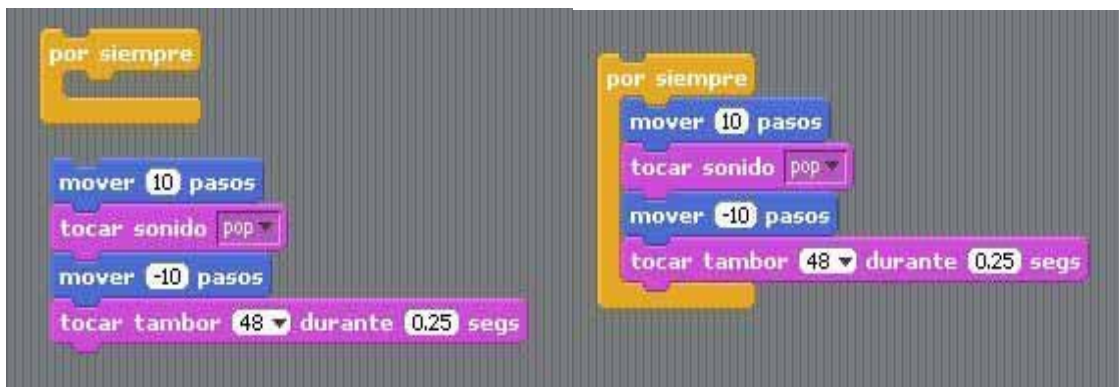 por siempre
mover 10 pasos
tocar sonido pop
mover -10 pasos
tocar tambor 48 durante 0.25 segs
por siempre
mover 10 pasos
tocar sonido pop
mover -10 pasos
tocar tambor 48 durante 0.25 segs